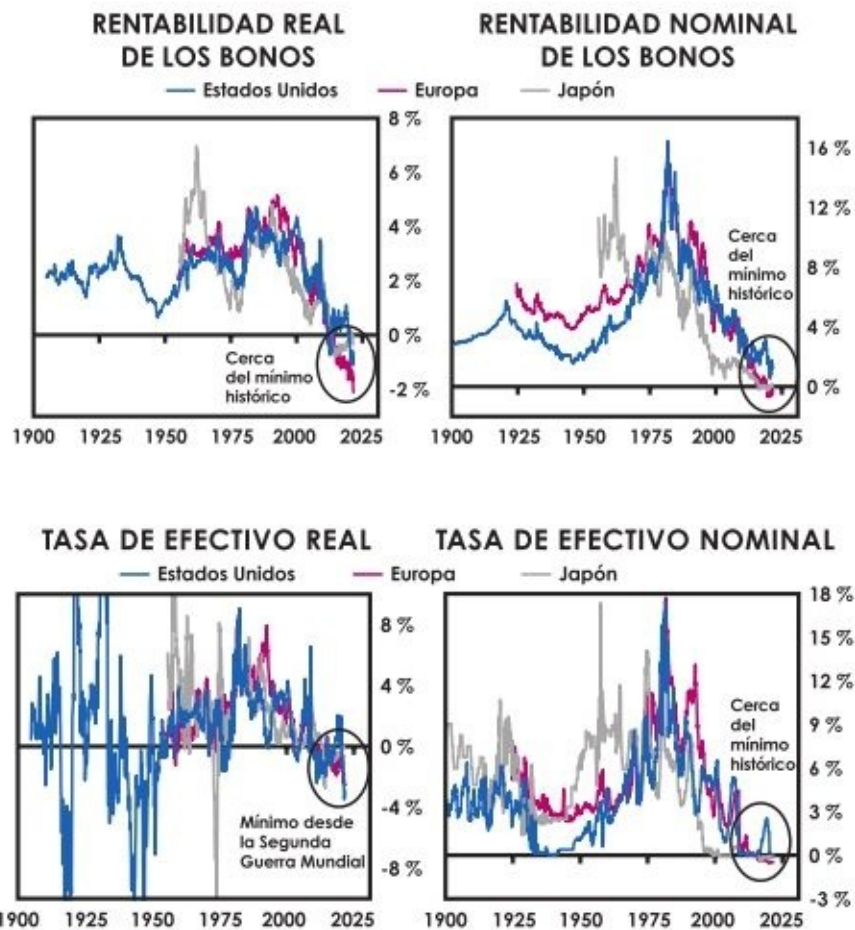 RENTABILIDAD REAL
DE LOS BONOS
RENTABILIDAD NOMINAL
DE LOS BONOS
Estados Unidos Europa Japón
8 %
6 %
4 %
2 %
0 %
-2 %
Cerca
del mínimo
histórico
1900 1925 1950 1975 2000 2025
16 %
12 %
8 %
4 %
0 %
Cerca
del
mínimo
histórico
1900 1925 1950 1975 2000 2025
TASA DE EFECTIVO REAL
TASA DE EFECTIVO NOMINAL
Estados Unidos Europa Japón
8 %
4 %
0 %
-4 %
-8 %
Mínimo desde
la Segunda
Guerra Mundial
1900 1925 1950 1975 2000 2025
18 %
15 %
12 %
9 %
6 %
3 %
0 %
-3 %
Cerca
del
mínimo
histórico
1900 1925 1950 1975 2000 2025